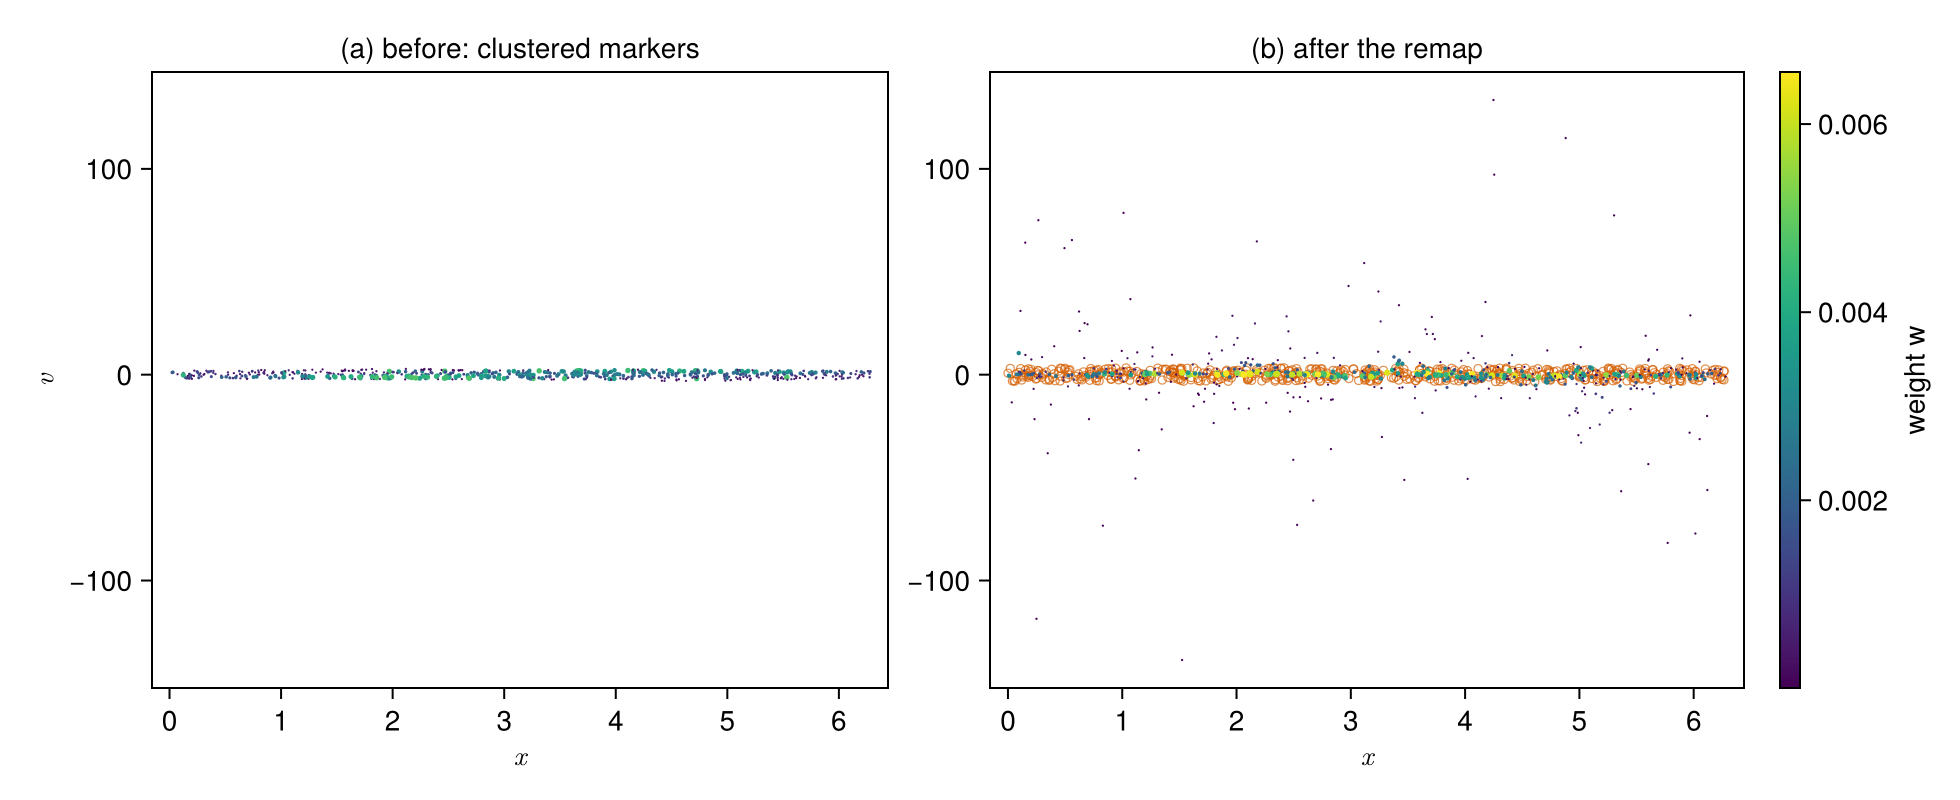 (a) before: clustered markers
(b) after the remap
v
100
0
−100
0 1 2 3 4 5 6
x
100
0
−100
0 1 2 3 4 5 6
x
0.006
0.004
0.002
weight w